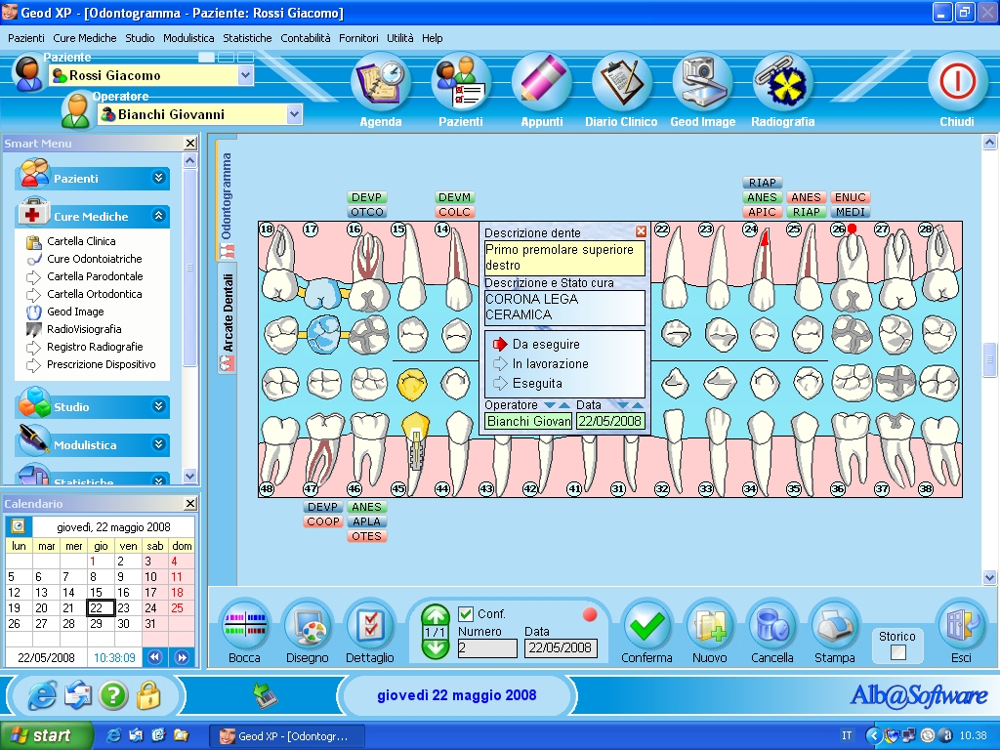 Geod XP - [Odontogramma - Paziente: Rossi Giacomo]
Pazienti Cure Mediche Studio Modulistica Statistiche Contabilità Fornitori Utilità Help
Paziente
Rossi Giacomo
Operatore
Bianchi Giovanni
Agenda Pazienti Appunti Diario Clinico Geod Image Radiografia Chiudi
Smart Menu
Pazienti
Cure Mediche
Cartella Clinica
Cure Odontoiatriche
Cartella Parodontale
Cartella Ortodontica
Geod Image
RadioVisiografia
Registro Radiografie
Prescrizione Dispositivo
Studio
Modulistica
Statistiche
Calendario
giovedì, 22 maggio 2008
lun mar mer gio ven sab dom
1 2 3 4
5 6 7 8 9 10 11
12 13 14 15 16 17 18
19 20 21 22 23 24 25
26 27 28 29 30 31
22/05/2008 10:38:09
Odontogramma
Arcate Dentali
RIAP
DEVP DEVM ANES ANES ENUC
OTCO COLC APIC RIAP MEDI
18 17 16 15 14 22 23 24 25 26 27 28
Descrizione dente
Primo premolare superiore
destro
Descrizione e Stato cura
CORONA LEGA
CERAMICA
Da eseguire
In lavorazione
Eseguita
Operatore Data
Bianchi Giovan 22/05/2008
48 47 46 45 44 43 42 41 31 32 33 34 35 36 37 38
DEVP ANES
COOP APLA
OTES
Bocca Disegno Dettaglio
1/1
Conf.
Numero Data
2 22/05/2008
Conferma Nuovo Cancella Stampa
Storico
Esci
giovedì 22 maggio 2008
Alb@Software
start
Geod XP - [Odontogr...
IT
10.38